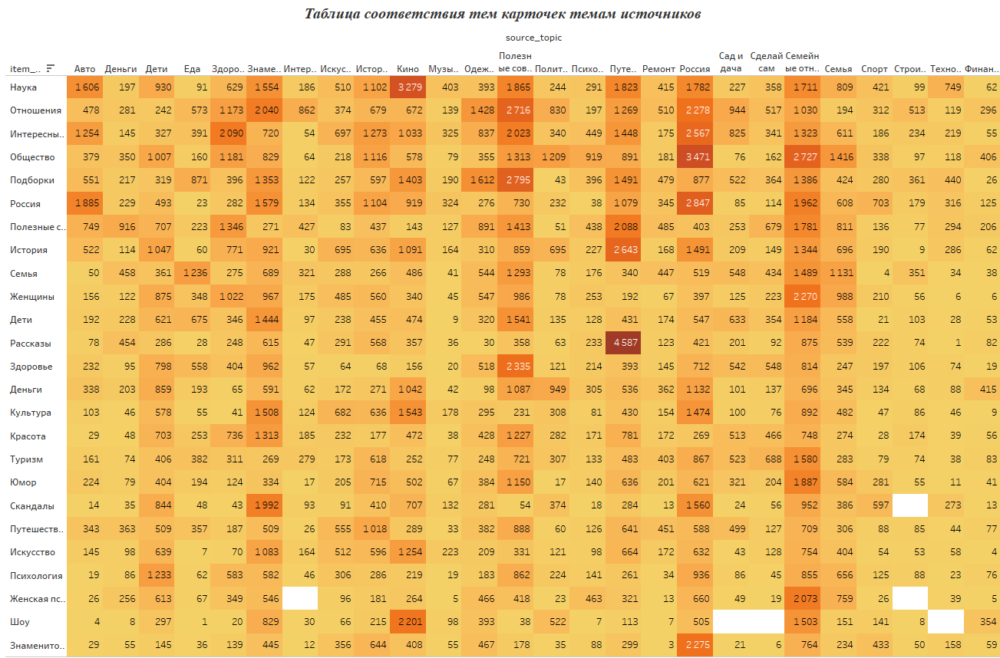 Таблица соответствия тем карточек темам источников
source_topic
Полезн Сад и Сделай Семейн
item_.. Авто Деньги Дети Еда Здоро.. Знаме.. Интер.. Искус.. Истор.. Кино Музы.. Одеж.. ые сов.. Полит.. Психо.. Путе.. Ремонт Россия дача сам ые отн.. Семья Спорт Строи.. Техно.. Финан..
Наука 1 606 197 930 91 629 1 554 186 510 1 102 3 279 403 393 1 865 244 291 1 823 415 1 782 227 358 1 711 809 421 99 749 62
Отношения 478 281 242 573 1 173 2 040 862 374 679 672 139 1 428 2 716 830 197 1 269 510 2 278 944 517 1 030 194 312 513 119 296
Интересны.. 1 254 145 327 391 2 090 720 54 697 1 273 1 033 325 837 2 023 340 449 1 448 175 2 567 825 341 1 323 611 186 234 219 55
Общество 379 350 1 007 160 1 181 829 64 218 1 116 578 79 355 1 313 1 209 919 891 181 3 471 76 162 2 727 1 416 338 97 118 406
Подборки 551 217 319 871 396 1 353 122 257 597 1 403 190 1 612 2 795 43 396 1 491 479 877 522 364 1 386 424 280 361 440 26
Россия 1 885 229 493 23 282 1 579 134 355 1 104 919 324 276 730 232 38 1 079 345 2 847 85 114 1 962 608 703 179 316 125
Полезные с.. 749 916 707 223 1 346 271 427 83 437 143 127 891 1 413 51 438 2 088 485 403 253 679 1 781 811 136 77 294 206
История 522 114 1 047 60 771 921 30 695 636 1 091 164 310 859 695 227 2 643 168 1 491 209 149 1 344 696 190 9 286 62
Семья 50 458 361 1 236 275 689 321 288 266 486 41 544 1 293 78 176 340 447 519 548 434 1 489 1 131 4 351 34 38
Женщины 156 122 875 348 1 022 967 175 485 560 340 45 547 986 78 253 192 67 397 125 223 2 270 988 210 56 6 6
Дети 192 228 621 675 346 1 444 97 238 455 474 9 320 1 541 135 128 431 174 547 633 354 1 184 558 21 103 28 53
Рассказы 78 454 286 28 248 615 47 291 568 357 36 30 358 63 233 4 587 123 421 201 92 875 539 222 74 1 82
Здоровье 232 95 798 558 404 962 57 64 68 156 20 518 2 335 121 214 393 145 712 542 548 814 247 197 106 74 19
Деньги 338 203 859 193 65 591 62 172 271 1 042 42 98 1 087 949 305 536 362 1 132 101 137 696 345 134 68 88 415
Культура 103 46 578 55 41 1 508 124 682 636 1 543 178 295 231 308 81 430 154 1 474 100 76 892 482 47 86 46 9
Красота 29 48 703 253 736 1 313 185 232 177 472 38 428 1 227 282 171 781 172 269 513 466 748 274 28 174 39 56
Туризм 161 74 406 382 311 269 279 173 618 252 77 248 721 307 133 483 403 867 523 688 1 580 283 79 74 38 83
Юмор 224 79 404 194 124 334 17 205 715 502 67 384 1 150 17 140 636 201 621 321 204 1 887 584 281 55 11 41
Скандалы 14 35 844 48 43 1 992 93 91 410 707 132 281 54 374 18 284 13 1 560 24 56 952 386 597 273 13
Путешеств.. 343 363 509 357 187 509 26 555 1 018 289 33 382 888 60 126 641 451 588 499 127 709 306 88 85 44 77
Искусство 145 98 639 7 70 1 083 164 512 596 1 254 223 209 331 121 98 664 172 632 43 128 754 404 54 53 58 4
Психология 19 86 1 233 62 583 582 46 306 286 219 19 183 862 224 141 261 34 936 86 45 855 656 125 88 23 76
Женская пс.. 26 256 613 67 349 546 96 181 264 5 466 418 23 463 321 13 660 49 19 2 073 759 26 39 5
Шоу 4 8 297 1 20 829 30 66 215 2 201 98 393 38 522 7 113 7 505 1 503 151 141 8 354
Знаменито.. 29 55 145 36 139 445 12 356 644 408 55 467 178 35 88 299 3 2 275 21 6 764 234 433 50 158 59